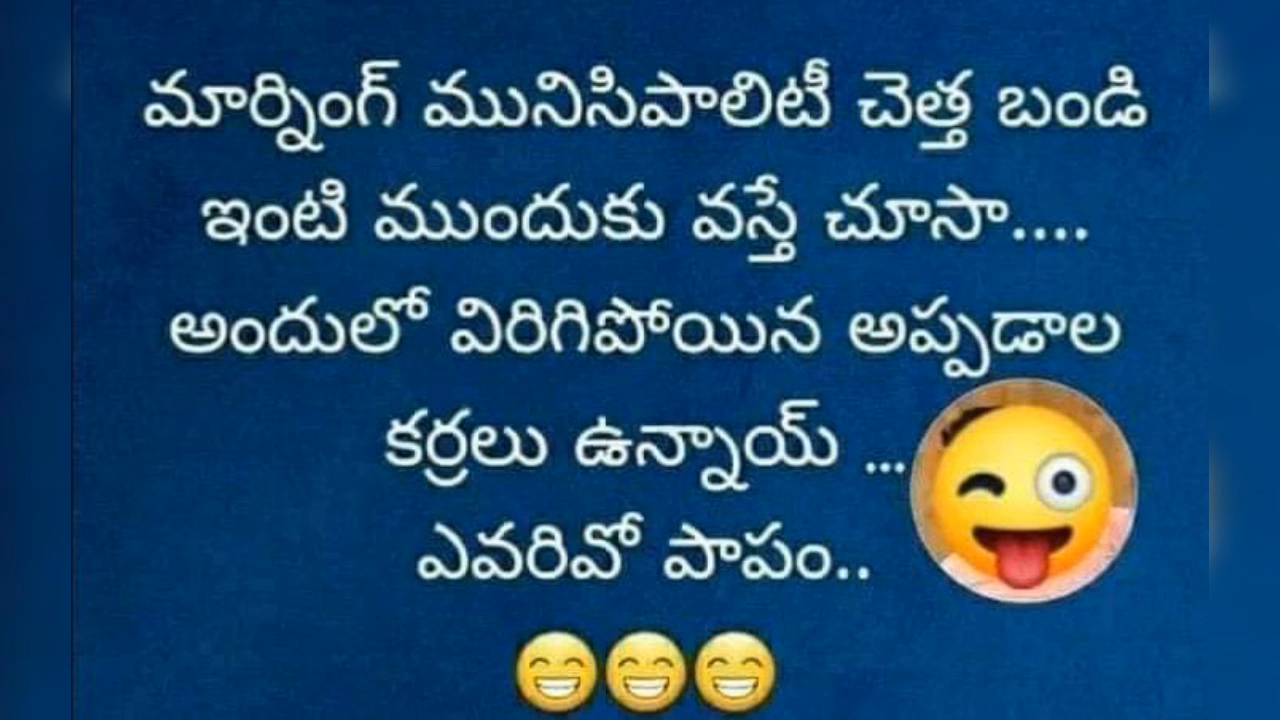 మార్నింగ్ మునిసిపాలిటీ చెత్త బండి
ఇంటి ముందుకు వస్తే చూసా....
అందులో విరిగిపోయిన అప్పడాల
కర్రలు ఉన్నాయ్ ...
ఎవరివో పాపం..